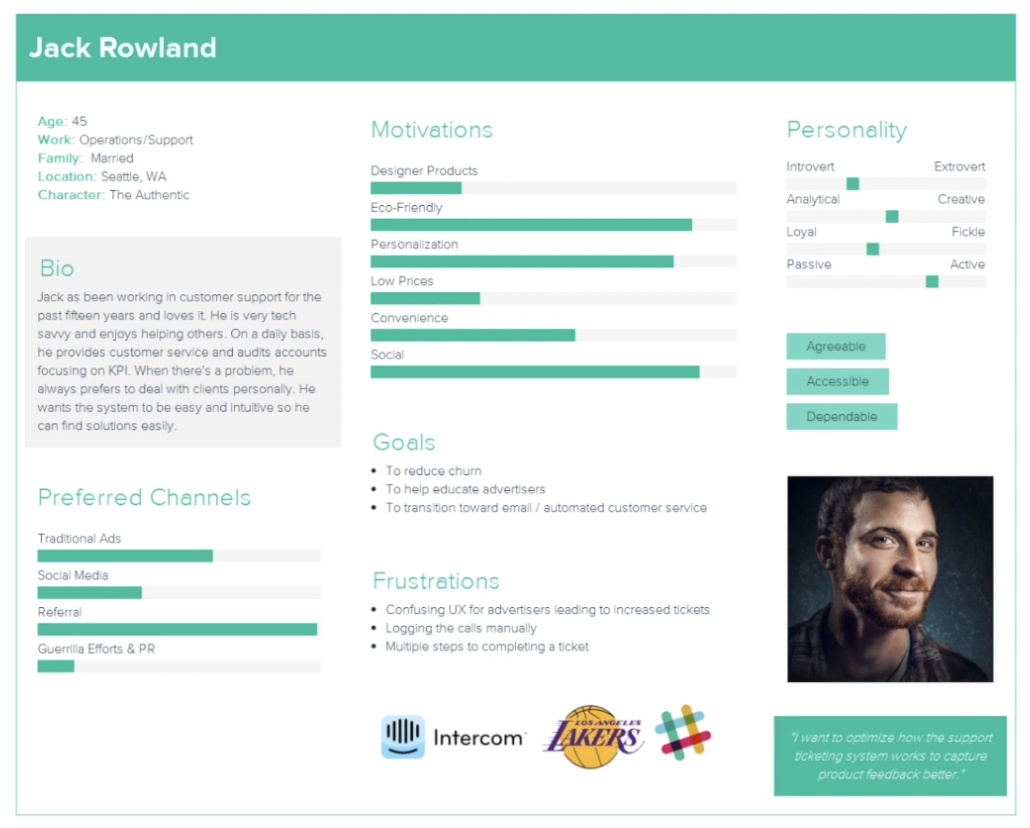 Jack Rowland
Age: 45
Work: Operations/Support
Family: Married
Location: Seattle, WA
Character: The Authentic
Bio
Jack as been working in customer support for the
past fifteen years and loves it. He is very tech
savvy and enjoys helping others. On a daily basis,
he provides customer service and audits accounts
focusing on KPI. When there's a problem, he
always prefers to deal with clients personally. He
wants the system to be easy and intuitive so he
can find solutions easily.
Preferred Channels
Traditional Ads
Social Media
Referral
Guerrilla Efforts & PR
Motivations
Designer Products
Eco-Friendly
Personalization
Low Prices
Convenience
Social
Goals
• To reduce churn
• To help educate advertisers
• To transition toward email / automated customer service
Frustrations
• Confusing UX for advertisers leading to increased tickets
• Logging the calls manually
• Multiple steps to completing a ticket
Intercom
LOS ANGELES
LAKERS
Personality
Introvert Extrovert
Analytical Creative
Loyal Fickle
Passive Active
Agreeable
Accessible
Dependable
"I want to optimize how the support
ticketing system works to capture
product feedback better."